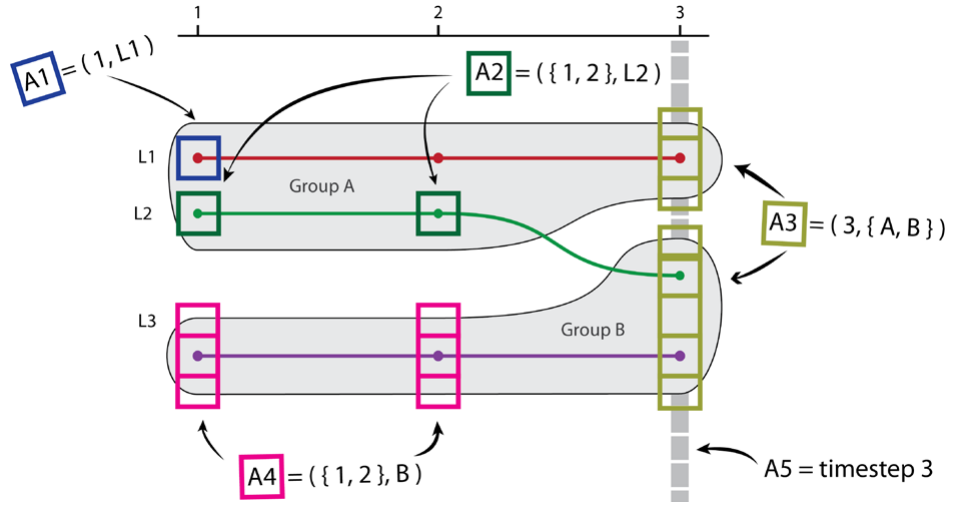 1 2 3
A1 = ( 1, L1 )
A2 = ( { 1, 2 }, L2 )
L1
Group A
L2
A3 = ( 3, { A, B } )
L3
Group B
A4 = ( { 1, 2 }, B )
A5 = timestep 3